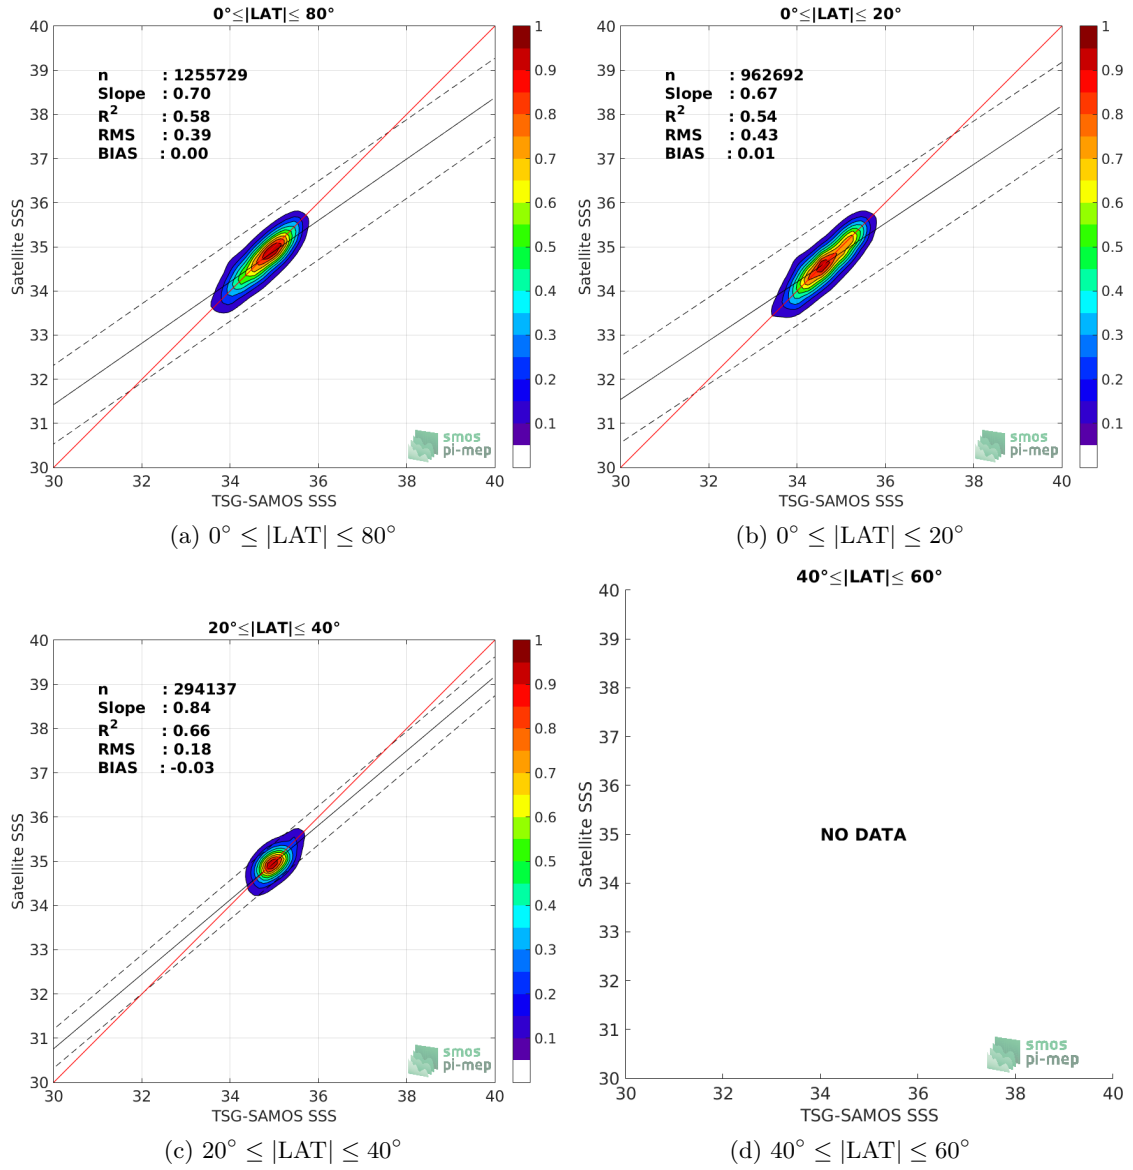 0°≤|LAT|≤ 80°
40
39
38
37
36
35
34
33
32
31
30
Satellite SSS
n : 1255729
Slope : 0.70
R² : 0.58
RMS : 0.39
BIAS : 0.00
smos
pi-mep
30 32 34 36 38 40
TSG-SAMOS SSS
1
0.9
0.8
0.7
0.6
0.5
0.4
0.3
0.2
0.1
(a) 0° ≤ |LAT| ≤ 80°
0°≤|LAT|≤ 20°
40
39
38
37
36
35
34
33
32
31
30
Satellite SSS
n : 962692
Slope : 0.67
R² : 0.54
RMS : 0.43
BIAS : 0.01
smos
pi-mep
30 32 34 36 38 40
TSG-SAMOS SSS
1
0.9
0.8
0.7
0.6
0.5
0.4
0.3
0.2
0.1
(b) 0° ≤ |LAT| ≤ 20°
20°≤|LAT|≤ 40°
40
39
38
37
36
35
34
33
32
31
30
Satellite SSS
n : 294137
Slope : 0.84
R² : 0.66
RMS : 0.18
BIAS : -0.03
smos
pi-mep
30 32 34 36 38 40
TSG-SAMOS SSS
1
0.9
0.8
0.7
0.6
0.5
0.4
0.3
0.2
0.1
(c) 20° ≤ |LAT| ≤ 40°
40°≤|LAT|≤ 60°
40
39
38
37
36
35
34
33
32
31
30
Satellite SSS
NO DATA
smos
pi-mep
30 32 34 36 38 40
TSG-SAMOS SSS
(d) 40° ≤ |LAT| ≤ 60°